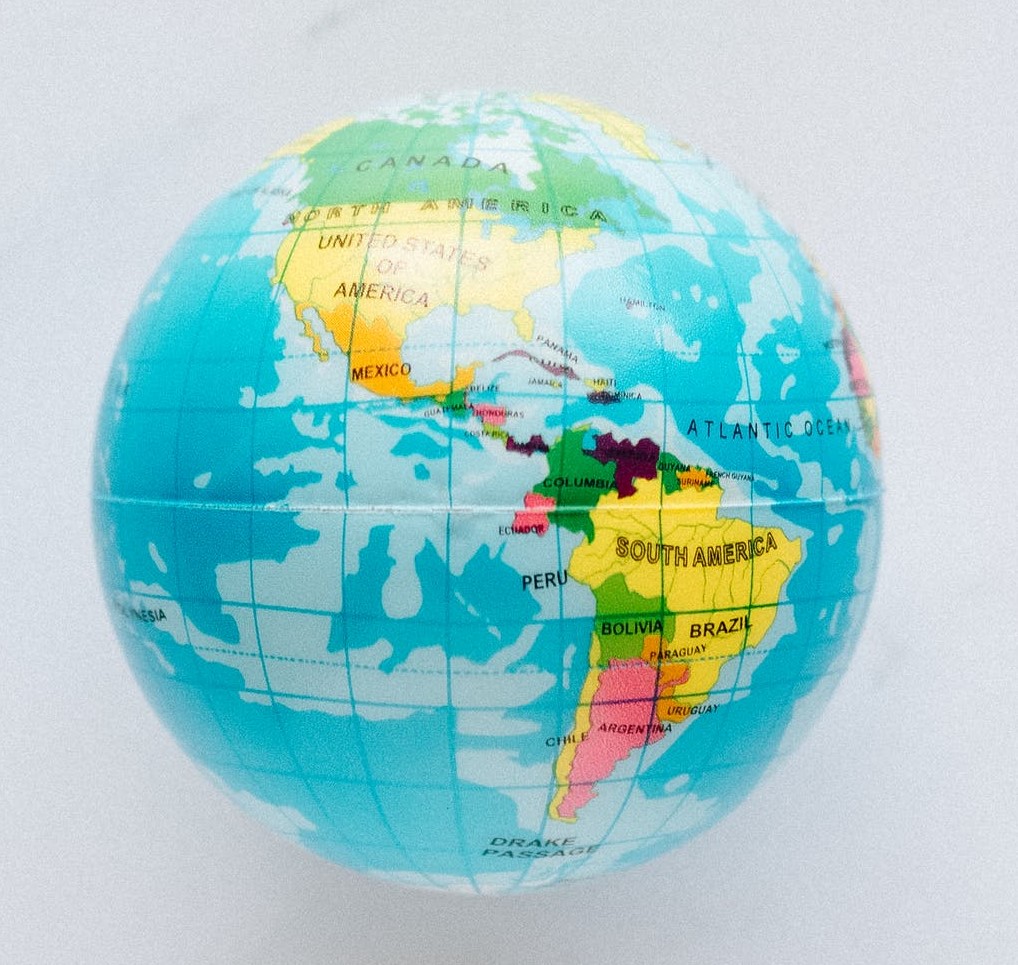 CANADA
NORTH AMERICA
UNITED STATES
OF
AMERICA
HAMILTON
PANAMA
MEXICO
JAMAICA
HAITI
BELIZE
DOMINICA
GUATEMALA
HONDURAS
COSTA RICA
ATLANTIC OCEAN
GUYANA
FRENCH GUYANA
SURINAME
COLUMBIA
ECUADOR
SOUTH AMERICA
PERU
BOLIVIA
BRAZIL
PARAGUAY
URUGUAY
ARGENTINA
CHILE
DRAKE
PASSAGE